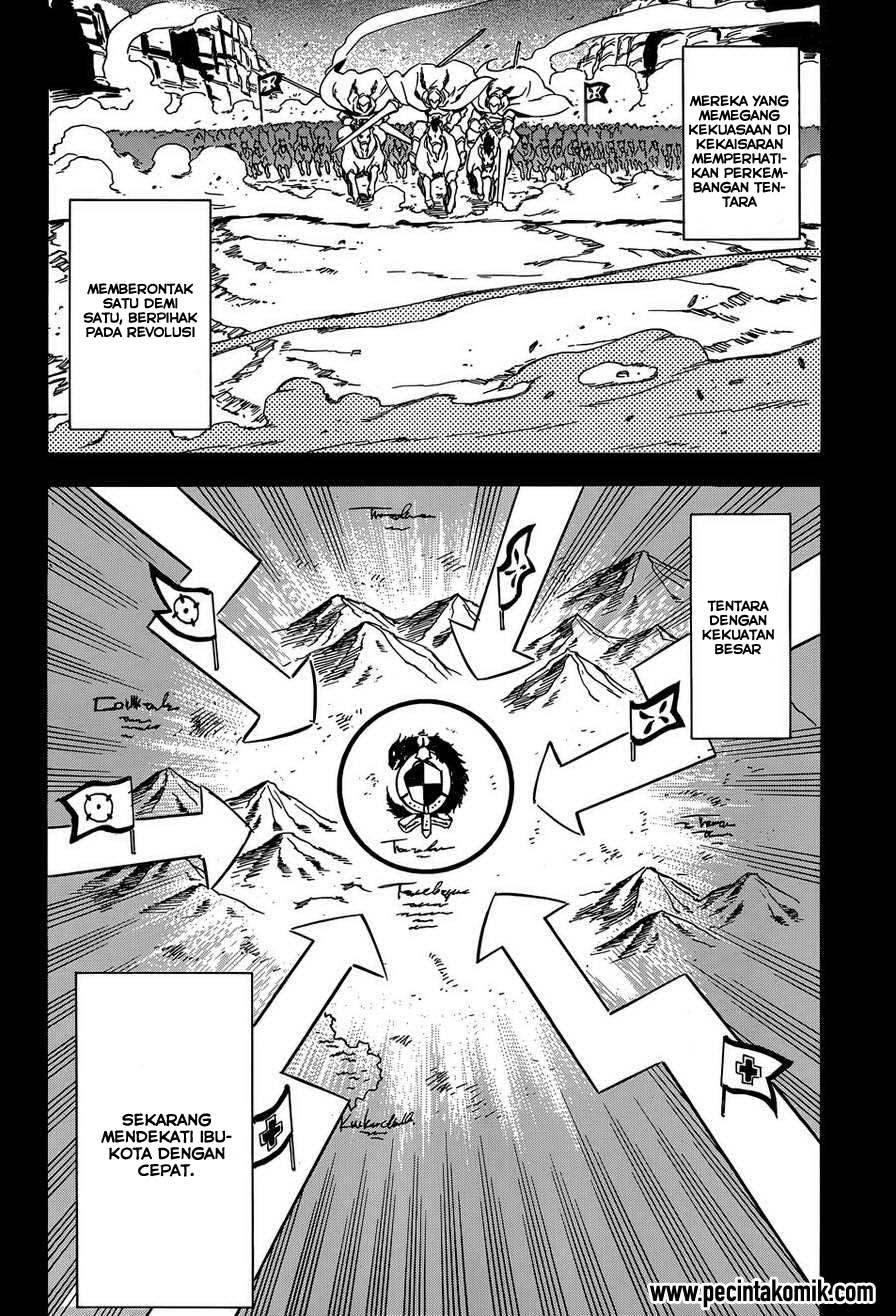 MEREKA YANG
MEMEGANG
KEKUASAAN DI
KEKAISARAN
MEMPERHATI-
KAN PERKEM-
BANGAN TEN-
TARA
MEMBERONTAK
SATU DEMI
SATU, BERPIHAK
PADA REVOLUSI
TENTARA
DENGAN
KEKUATAN
BESAR
SEKARANG
MENDEKATI IBU-
KOTA DENGAN
CEPAT.
www.pecintakomik.com